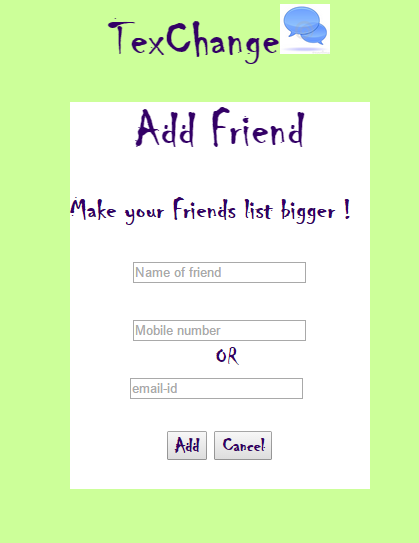 TexChange
Add Friend
Make your Friends list bigger !
Name of friend
Mobile number
OR
email-id
Add Cancel